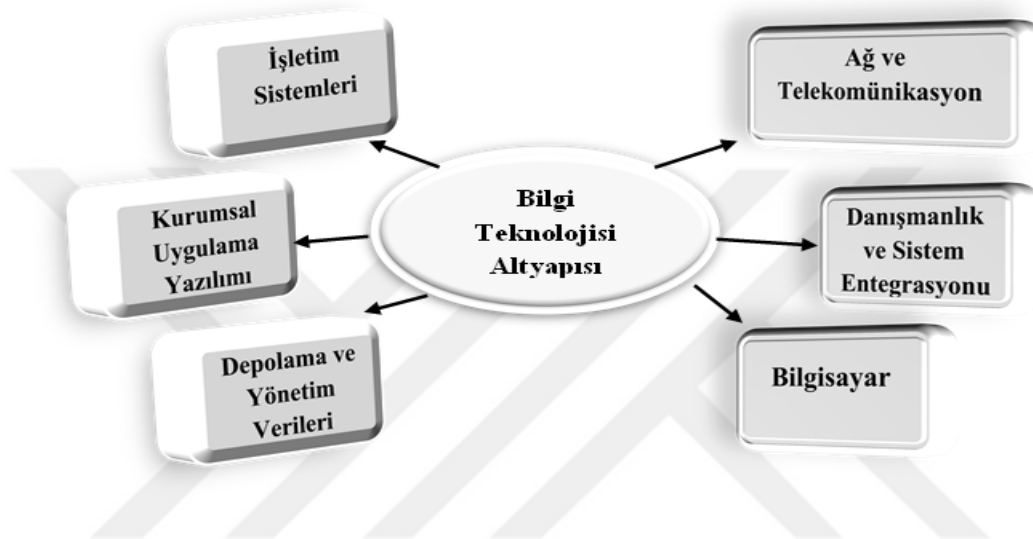 İşletim
Sistemleri
Ağ ve
Telekomünikasyon
Bilgi
Teknolojisi
Altyapısı
Kurumsal
Uygulama
Yazılımı
Danışmanlık
ve Sistem
Entegrasyonu
Depolama ve
Yönetim
Verileri
Bilgisayar